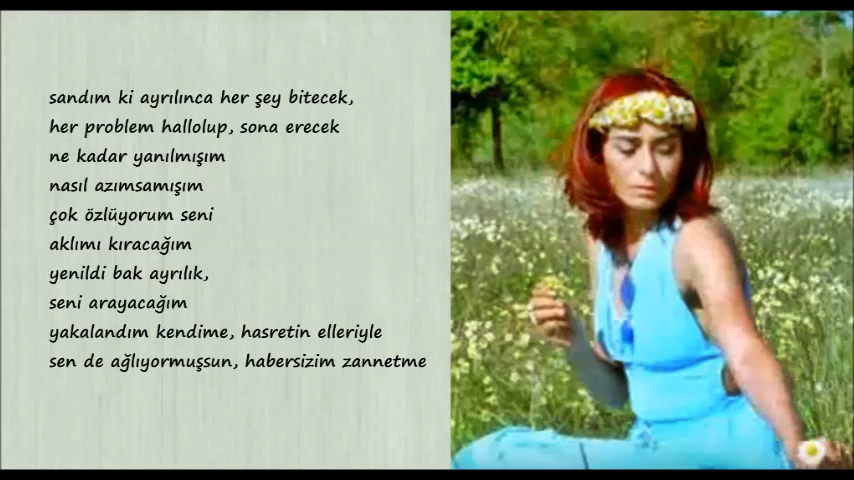 sandım ki ayrılınca her şey bitecek,
her problem hallolup, sona erecek
ne kadar yanılmışım
nasıl azımsamışım
çok özlüyorum seni
aklımı kıracağım
yenildi bak ayrılık,
seni arayacağım
yakalandım kendime, hasretin elleriyle
sen de ağlıyormuşsun, habersizim zannetme